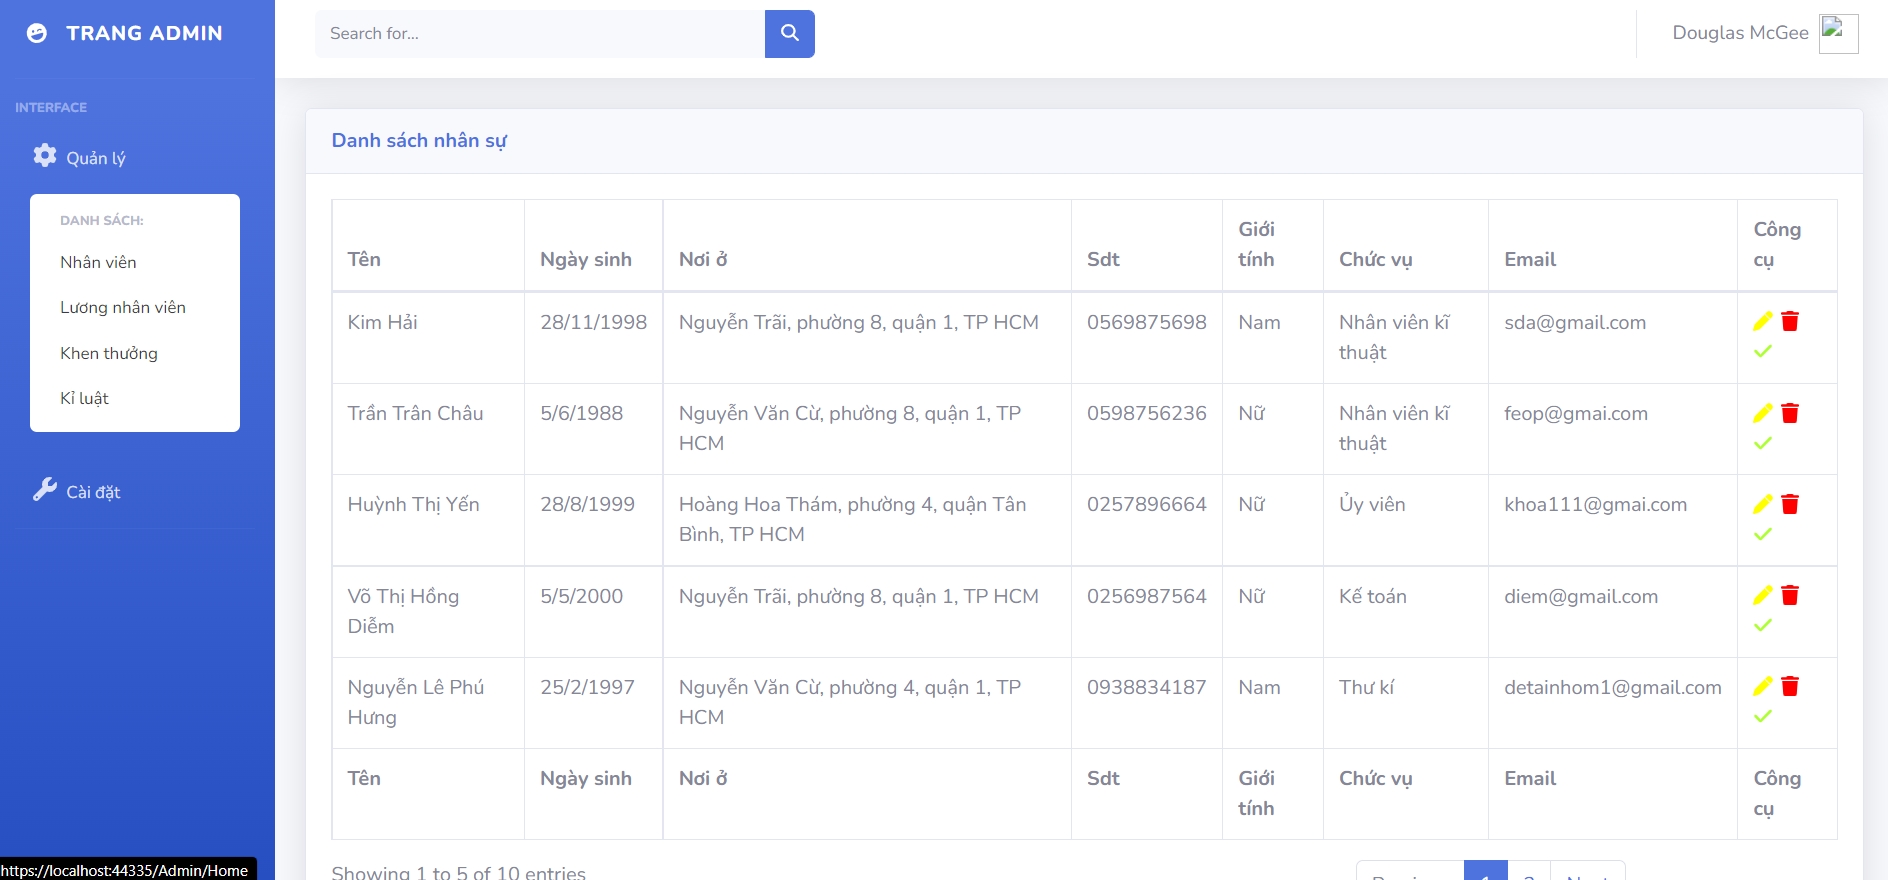 TRANG ADMIN
Search for...
Douglas McGee
INTERFACE
Quản lý
DANH SÁCH:
Nhân viên
Lương nhân viên
Khen thưởng
Kỉ luật
Cài đặt
Danh sách nhân sự
Tên Ngày sinh Nơi ở Sdt Giới tính Chức vụ Email Công cụ
Kim Hải 28/11/1998 Nguyễn Trãi, phường 8, quận 1, TP HCM 0569875698 Nam Nhân viên kĩ thuật sda@gmail.com
Trần Trân Châu 5/6/1988 Nguyễn Văn Cừ, phường 8, quận 1, TP HCM 0598756236 Nữ Nhân viên kĩ thuật feop@gmai.com
Huỳnh Thị Yến 28/8/1999 Hoàng Hoa Thám, phường 4, quận Tân Bình, TP HCM 0257896664 Nữ Ủy viên khoa111@gmai.com
Võ Thị Hồng Diễm 5/5/2000 Nguyễn Trãi, phường 8, quận 1, TP HCM 0256987564 Nữ Kế toán diem@gmail.com
Nguyễn Lê Phú Hưng 25/2/1997 Nguyễn Văn Cừ, phường 4, quận 1, TP HCM 0938834187 Nam Thư kí detainhom1@gmail.com
Tên Ngày sinh Nơi ở Sdt Giới tính Chức vụ Email Công cụ
Showing 1 to 5 of 10 entries
1 2 Next
https://localhost:44335/Admin/Home